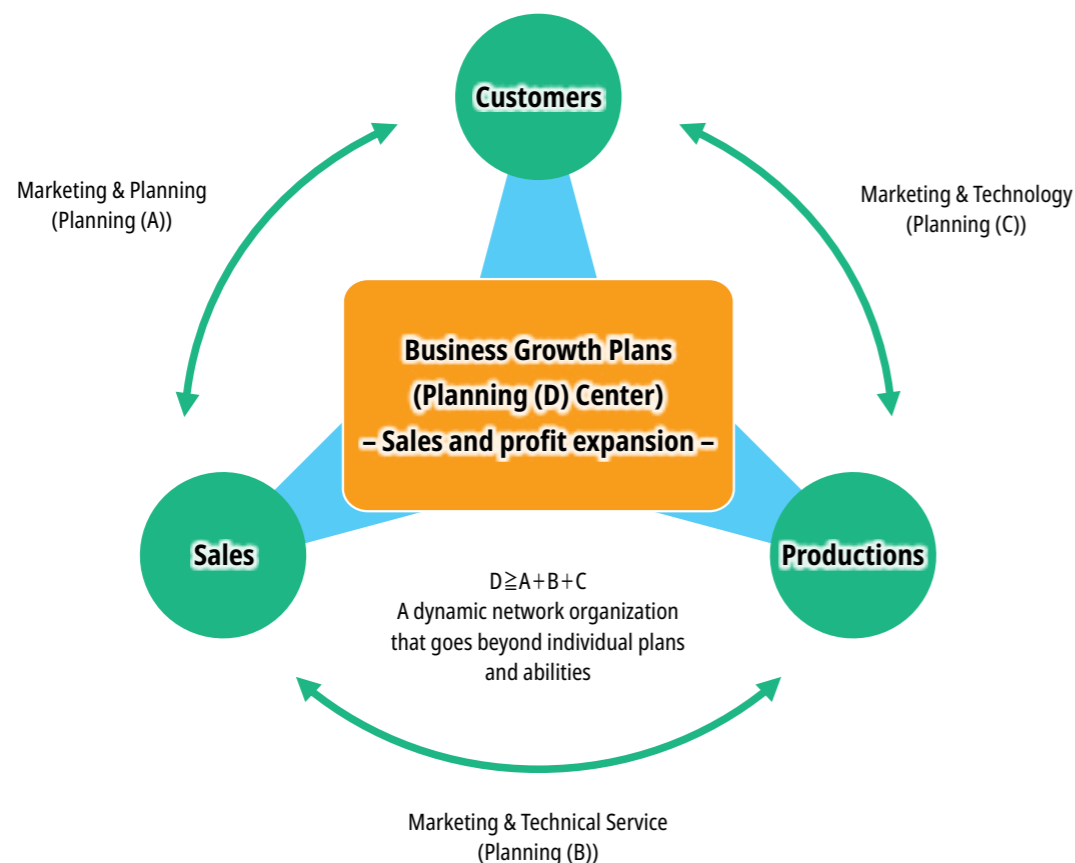 Customers
Marketing & Planning
(Planning (A))
Marketing & Technology
(Planning (C))
Business Growth Plans
(Planning (D) Center)
– Sales and profit expansion –
Sales
Productions
D≧A+B+C
A dynamic network organization
that goes beyond individual plans
and abilities
Marketing & Technical Service
(Planning (B))